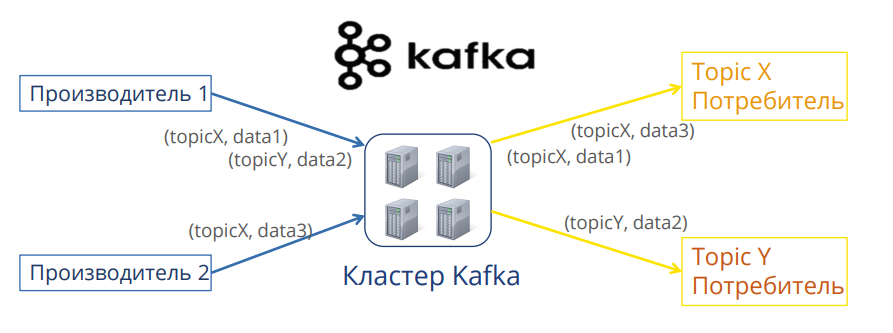 kafka
Производитель 1
(topicX, data1)
(topicY, data2)
(topicX, data3)
Производитель 2
Кластер Kafka
Topic X
Потребитель
(topicX, data3)
(topicX, data1)
(topicY, data2)
Topic Y
Потребитель